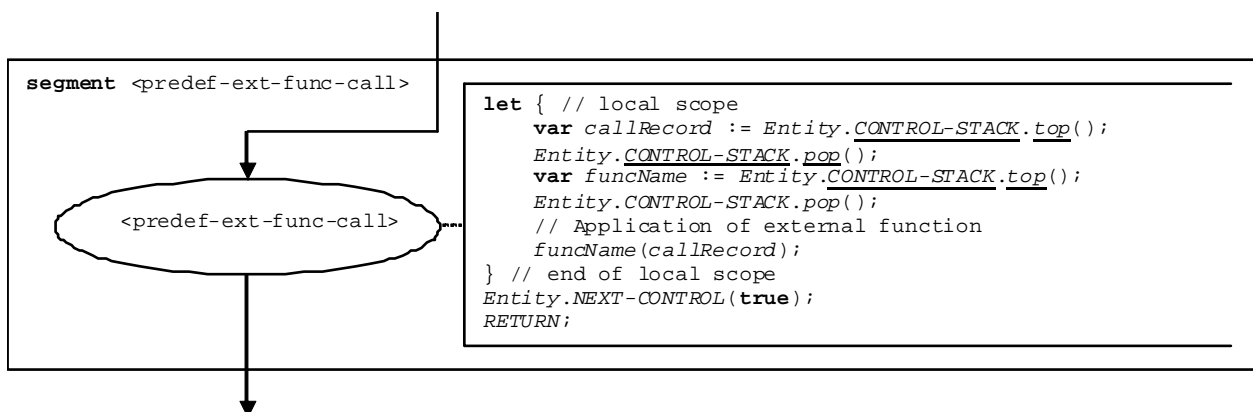 segment <predef-ext-func-call>
<predef-ext-func-call>
let { // local scope
var callRecord := Entity.CONTROL-STACK.top();
Entity.CONTROL-STACK.pop();
var funcName := Entity.CONTROL-STACK.top();
Entity.CONTROL-STACK.pop();
// Application of external function
funcName(callRecord);
} // end of local scope
Entity.NEXT-CONTROL(true);
RETURN;